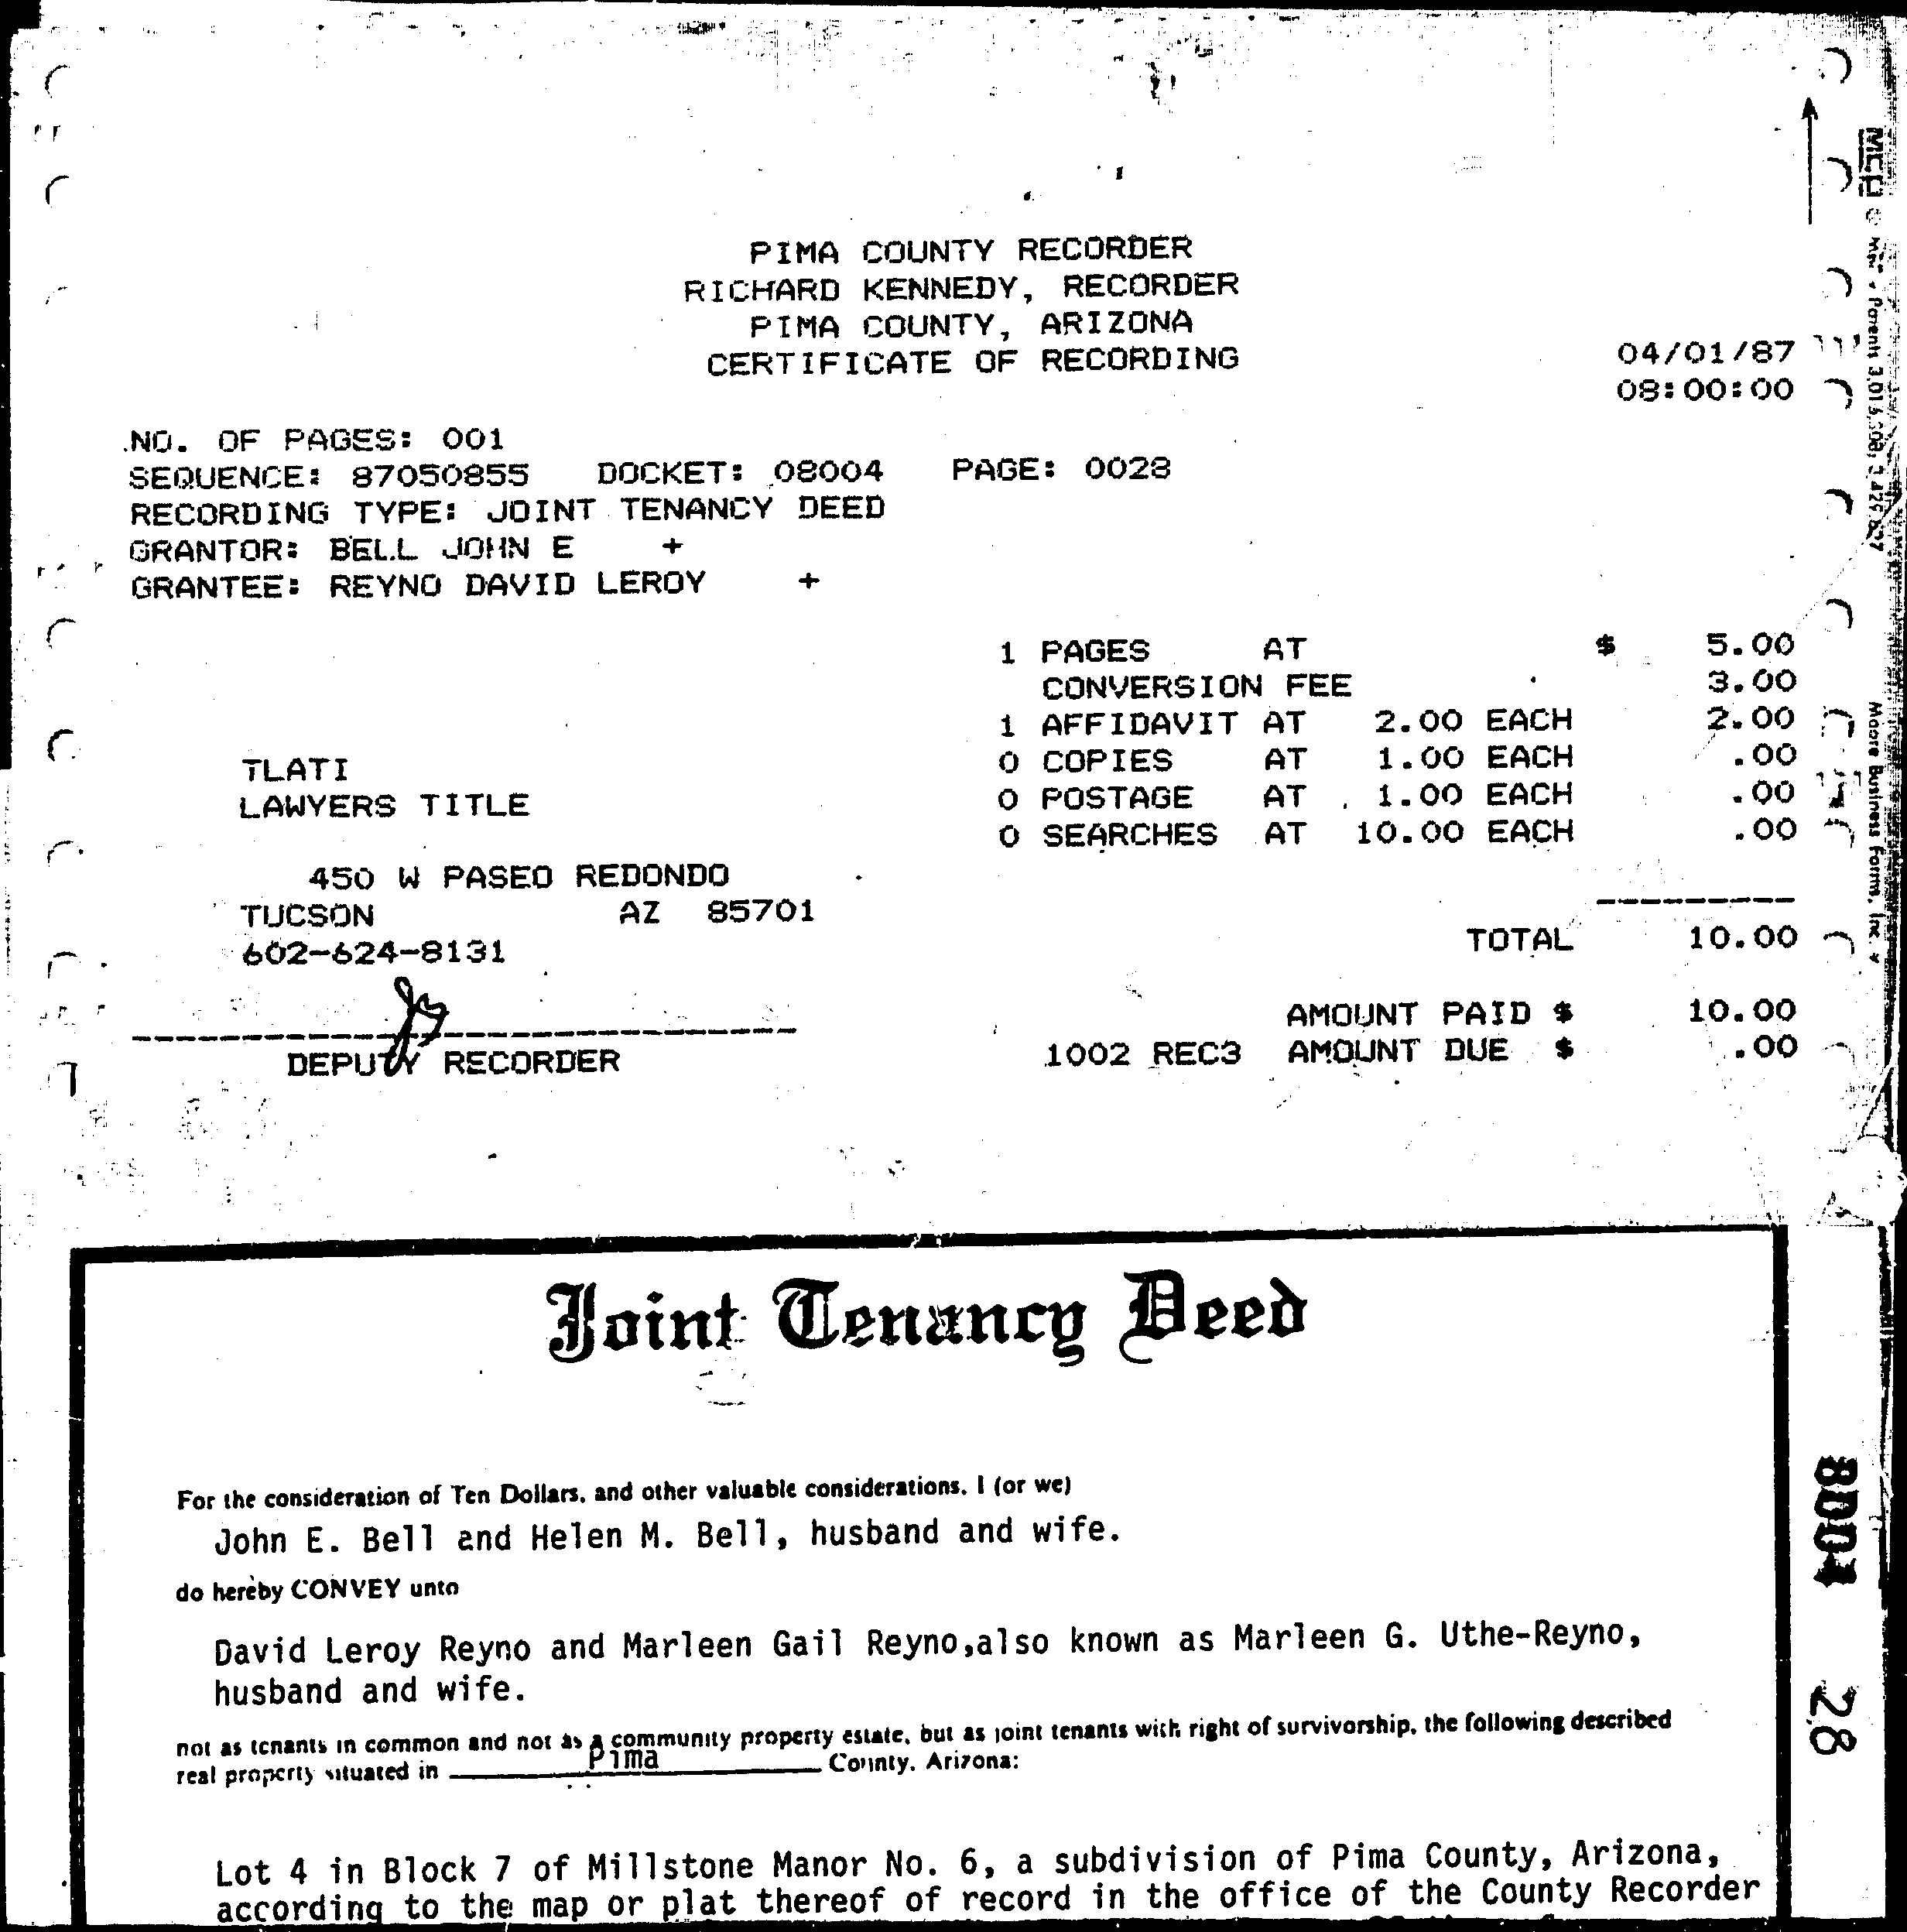 PIMA COUNTY RECORDER
RICHARD KENNEDY, RECORDER
PIMA COUNTY, ARIZONA
CERTIFICATE OF RECORDING
04/01/87
08:00:00
NO. OF PAGES: 001
SEQUENCE: 87050855 DOCKET: 08004 PAGE: 0028
RECORDING TYPE: JOINT TENANCY DEED
GRANTOR: BELL JOHN E +
GRANTEE: REYNO DAVID LEROY +
1 PAGES AT $ 5.00
CONVERSION FEE 3.00
1 AFFIDAVIT AT 2.00 EACH 2.00
0 COPIES AT 1.00 EACH .00
0 POSTAGE AT 1.00 EACH .00
0 SEARCHES AT 10.00 EACH .00
TLATI
LAWYERS TITLE
450 W PASEO REDONDO
TUCSON AZ 85701
602-624-8131
TOTAL 10.00
AMOUNT PAID $ 10.00
1002 REC3 AMOUNT DUE $ .00
DEPUTY RECORDER
Moore Business Forms, Inc.
Joint Tenancy Deed
For the consideration of Ten Dollars, and other valuable considerations, I (or we)
John E. Bell and Helen M. Bell, husband and wife.
do hereby CONVEY unto
David Leroy Reyno and Marleen Gail Reyno,also known as Marleen G. Uthe-Reyno,
husband and wife.
not as tenants in common and not as a community property estate, but as joint tenants with right of survivorship, the following described
real property situated in Pima County, Arizona:
Lot 4 in Block 7 of Millstone Manor No. 6, a subdivision of Pima County, Arizona,
according to the map or plat thereof of record in the office of the County Recorder
8004 28